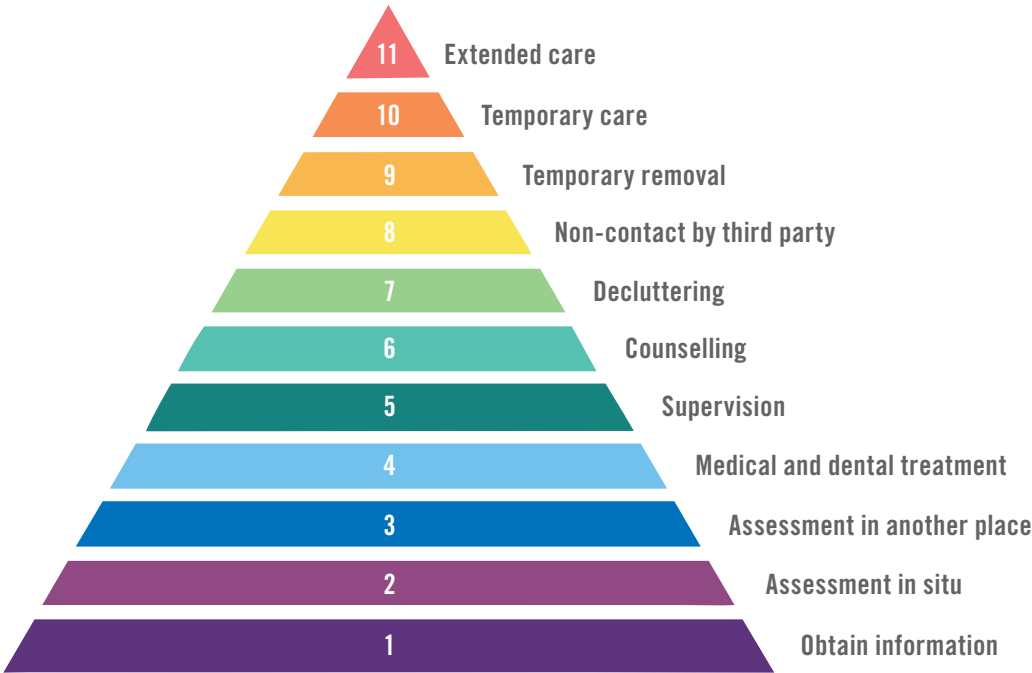 11 Extended care
10 Temporary care
9 Temporary removal
8 Non-contact by third party
7 Decluttering
6 Counselling
5 Supervision
4 Medical and dental treatment
3 Assessment in another place
2 Assessment in situ
1 Obtain information